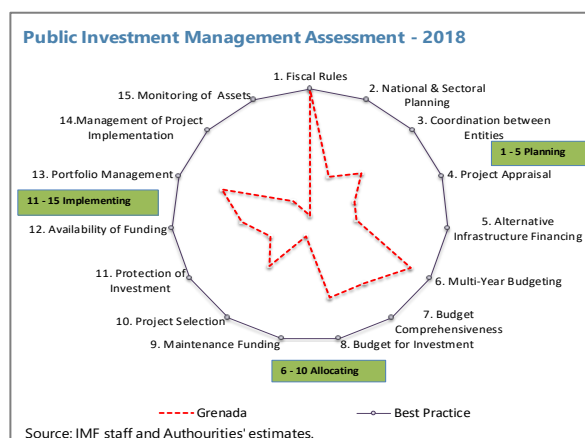 Public Investment Management Assessment - 2018
1. Fiscal Rules
2. National & Sectoral
Planning
3. Coordination between
Entities
1 - 5 Planning
4. Project Appraisal
5. Alternative
Infrastructure Financing
6. Multi-Year Budgeting
7. Budget
Comprehensiveness
8. Budget for Investment
6 - 10 Allocating
9. Maintenance Funding
10. Project Selection
11. Protection of
Investment
12. Availability of Funding
11 - 15 Implementing
13. Portfolio Management
14.Management of Project
Implementation
15. Monitoring of Assets
Grenada
Best Practice
Source: IMF staff and Authourities' estimates.